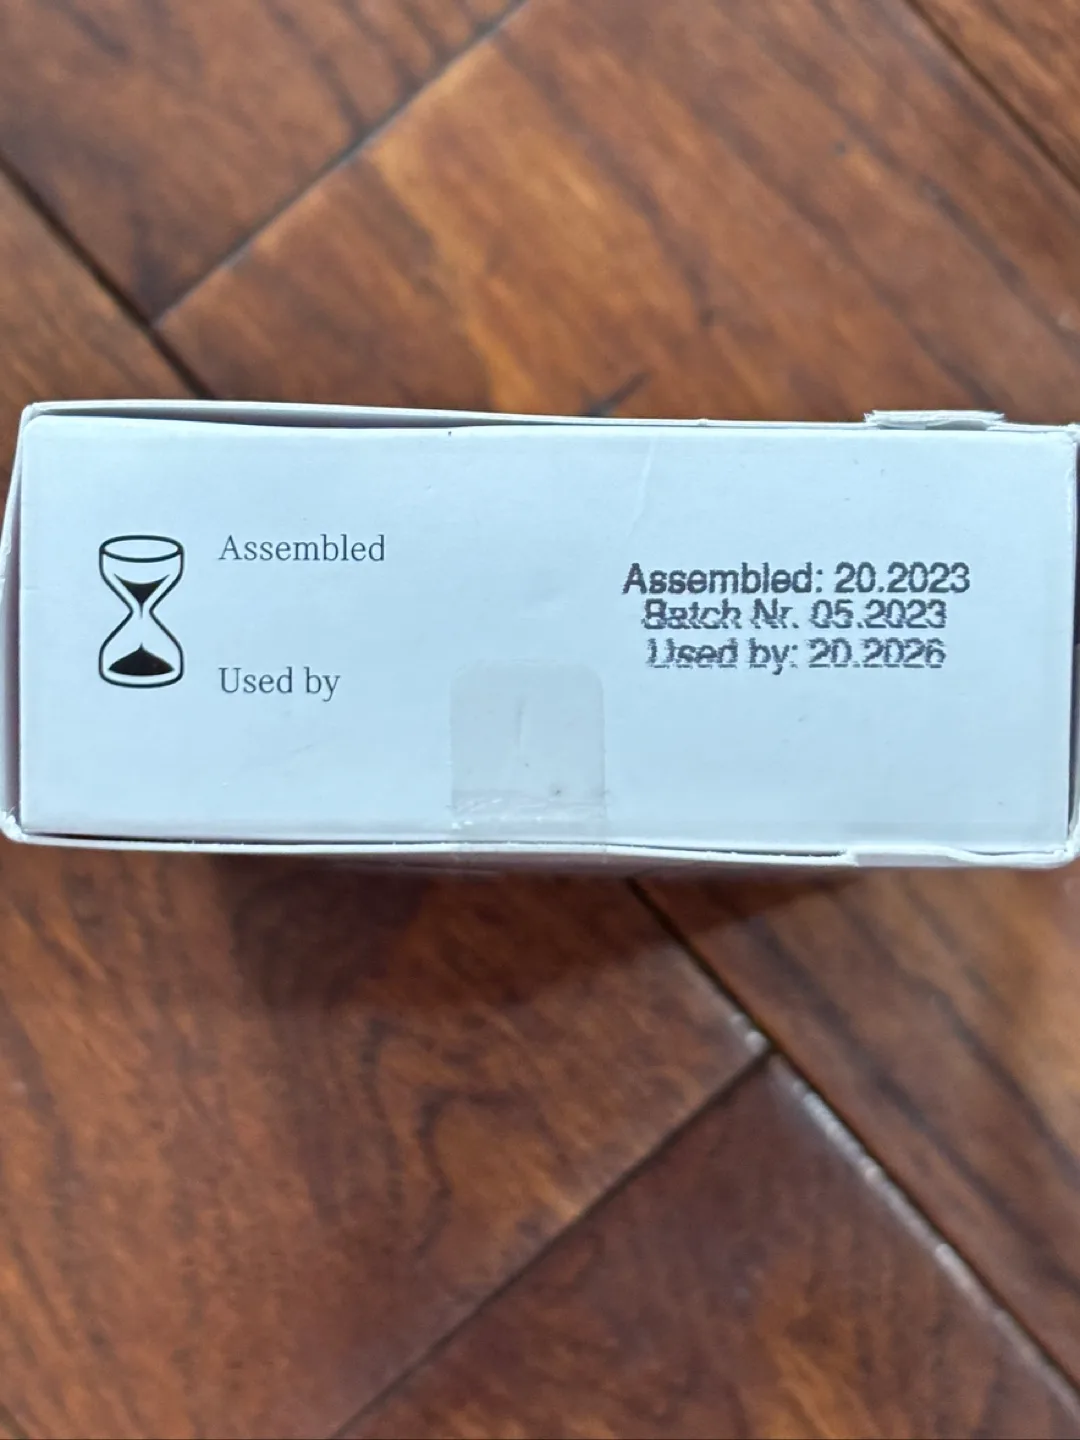 Assembled
Used by
Assembled: 20.2023
Batch Nr. 05.2023
Used by: 20.2026